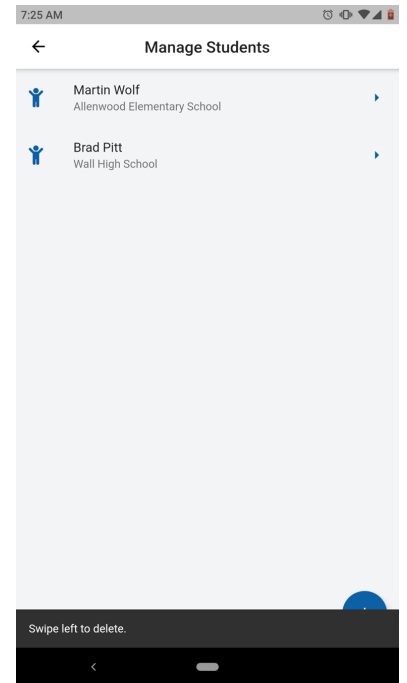 7:25 AM
Manage Students
Martin Wolf
Allenwood Elementary School
Brad Pitt
Wall High School
Swipe left to delete.